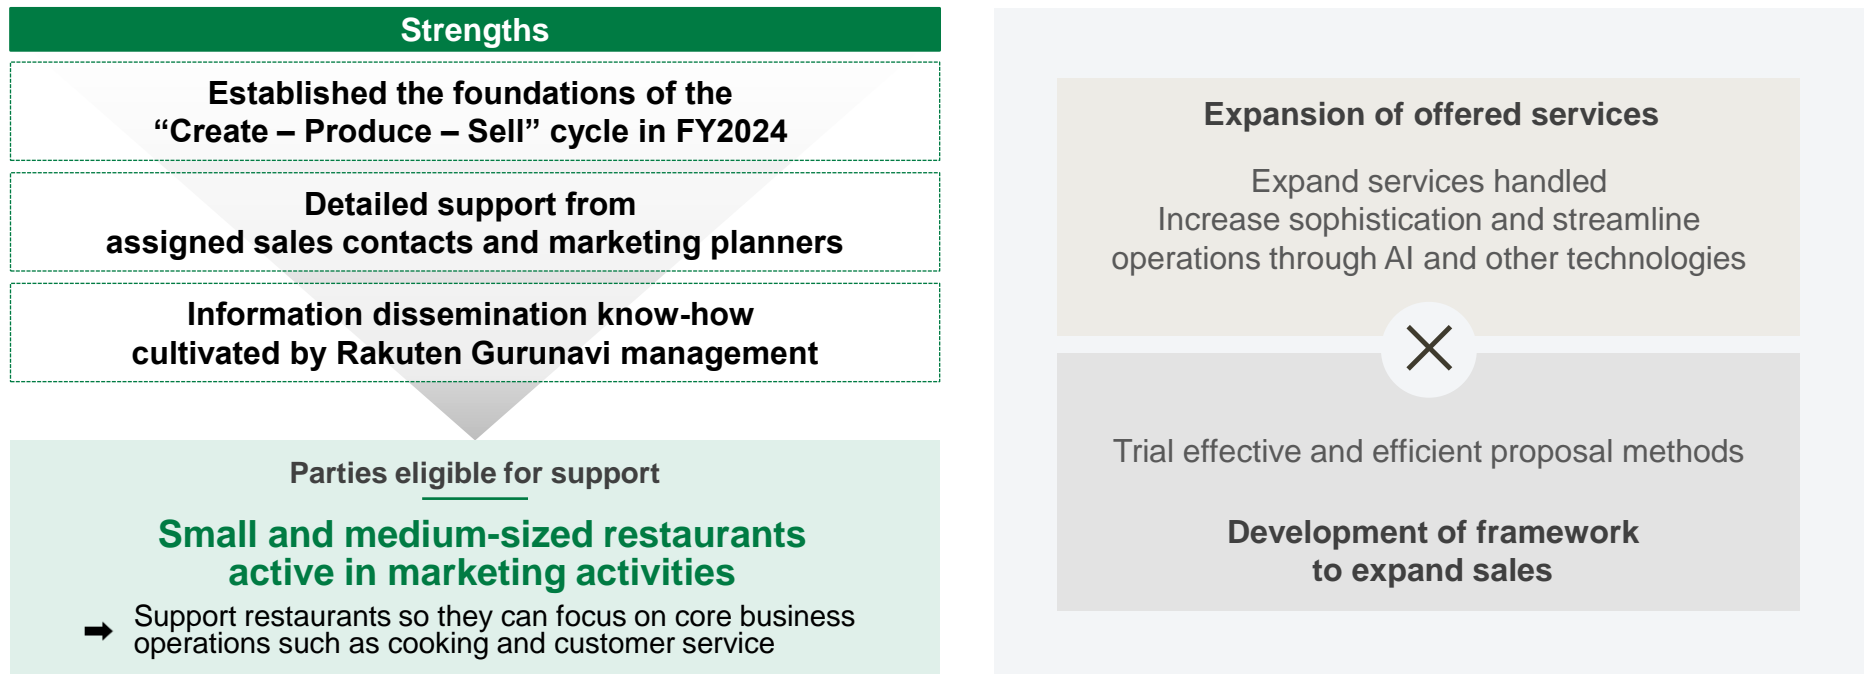 Strengths
Established the foundations of the
“Create – Produce – Sell” cycle in FY2024
Detailed support from
assigned sales contacts and marketing planners
Information dissemination know-how
cultivated by Rakuten Gurunavi management
Parties eligible for support
Small and medium-sized restaurants
active in marketing activities
➡ Support restaurants so they can focus on core business
operations such as cooking and customer service
Expansion of offered services
Expand services handled
Increase sophistication and streamline
operations through AI and other technologies
Trial effective and efficient proposal methods
Development of framework
to expand sales